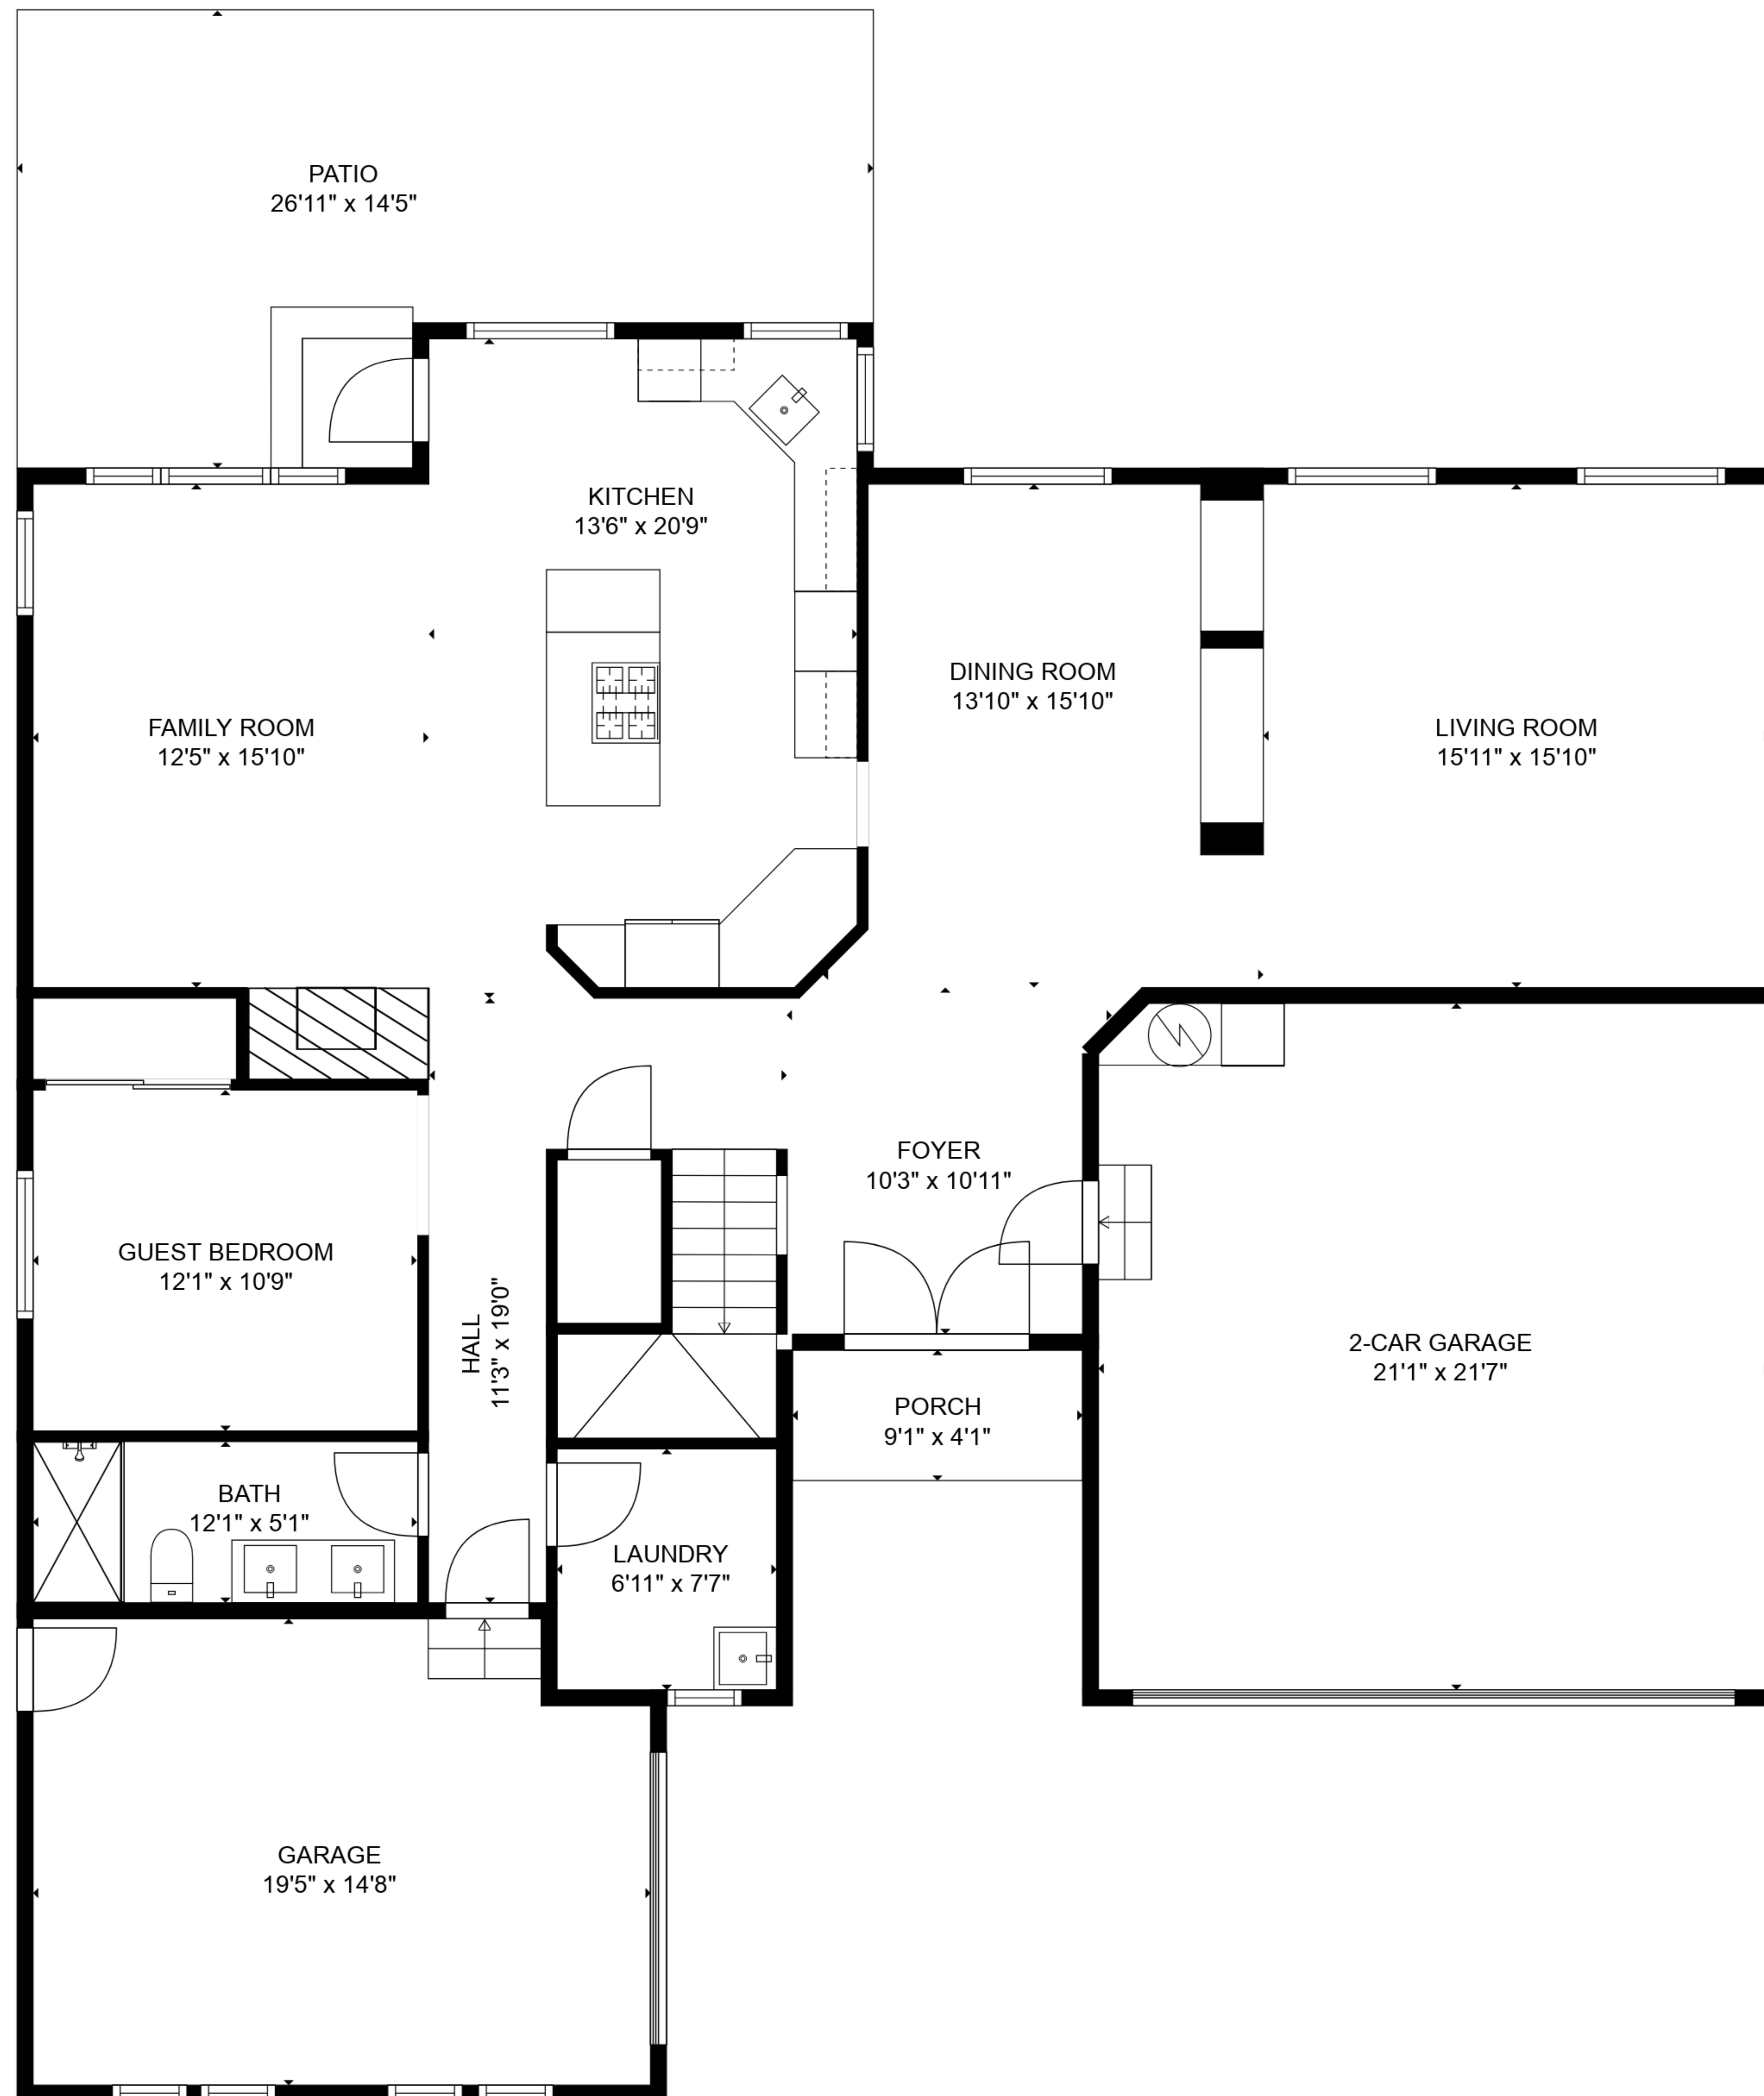 PATIO
26'11" x 14'5"
KITCHEN
13'6" x 20'9"
DINING ROOM
13'10" x 15'10"
FAMILY ROOM
12'5" x 15'10"
LIVING ROOM
15'11" x 15'10"
FOYER
10'3" x 10'11"
GUEST BEDROOM
12'1" x 10'9"
HALL
11'3" x 19'0"
2-CAR GARAGE
21'1" x 21'7"
PORCH
9'1" x 4'1"
BATH
12'1" x 5'1"
LAUNDRY
6'11" x 7'7"
GARAGE
19'5" x 14'8"